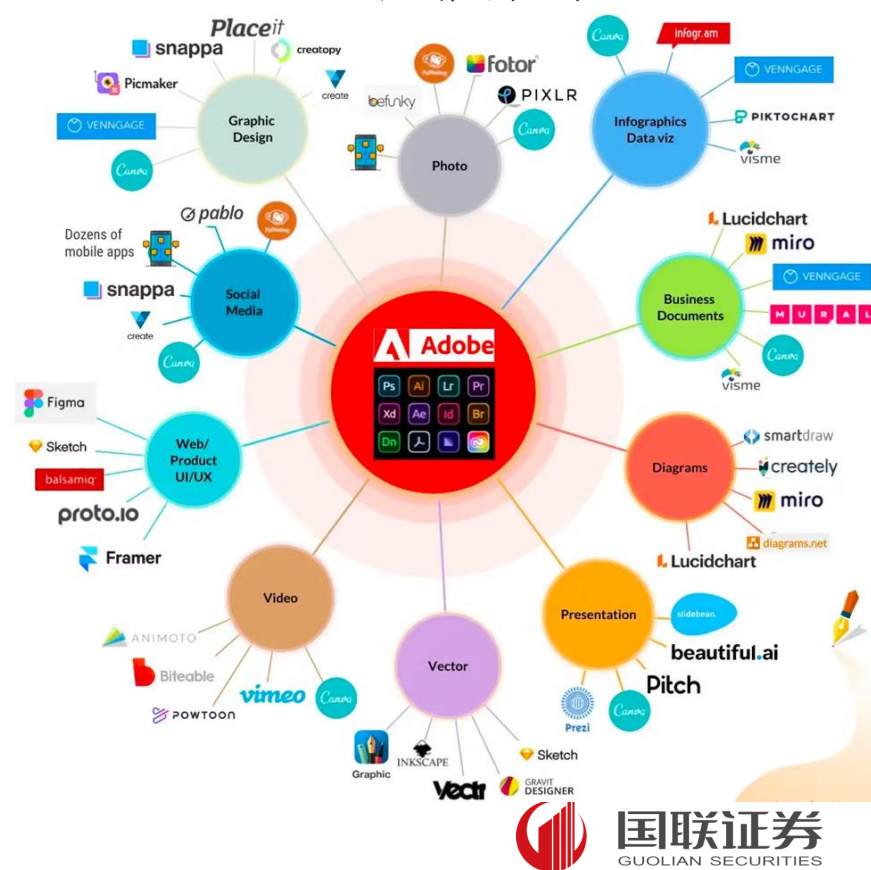 Placeit
snappa
creatopy
Picmaker
create
VENNGAGE
Canva
Graphic
Design
fotor
befunky
PIXLR
Canva
Photo
Canva
infogr.am
VENNGAGE
PIKTOCHART
visme
Infographics
Data viz
pablo
Dozens of
mobile apps
snappa
create
Canva
Social
Media
Lucidchart
miro
VENNGAGE
MURAL
Canva
visme
Business
Documents
Adobe
Ps Ai Lr Pr
Xd Ae Id Br
Dn
Figma
Sketch
balsamiq
proto.io
Framer
Web/
Product
UI/UX
Diagrams
smartdraw
creately
miro
diagrams.net
Lucidchart
Video
ANIMOTO
Biteable
POWTOON
vimeo
Canva
Vector
Graphic
INKSCAPE
Vectr
GRAVIT
DESIGNER
Sketch
Presentation
slidebean.
beautiful.ai
Pitch
Canva
Prezi
国联证券
GUOLIAN SECURITIES